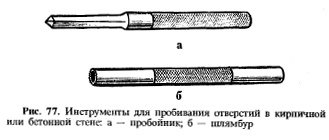 а
б
Рис. 77. Инструменты для пробивания отверстий в кирпичной
или бетонной стене: а — пробойник; б — шлямбур